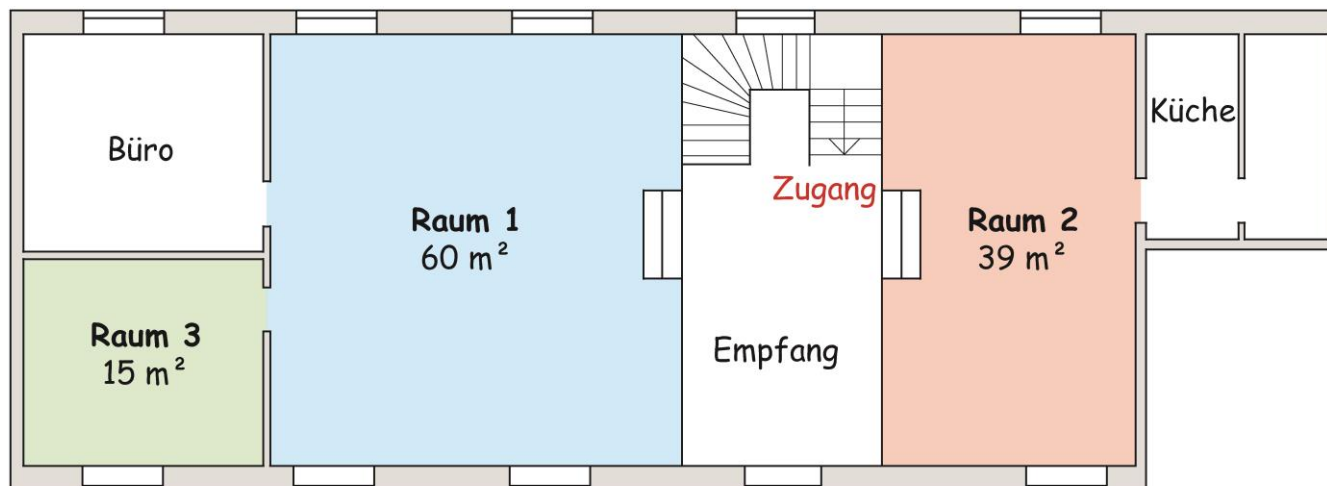 Büro
Raum 1
60 m²
Zugang
Raum 2
39 m²
Küche
Raum 3
15 m²
Empfang